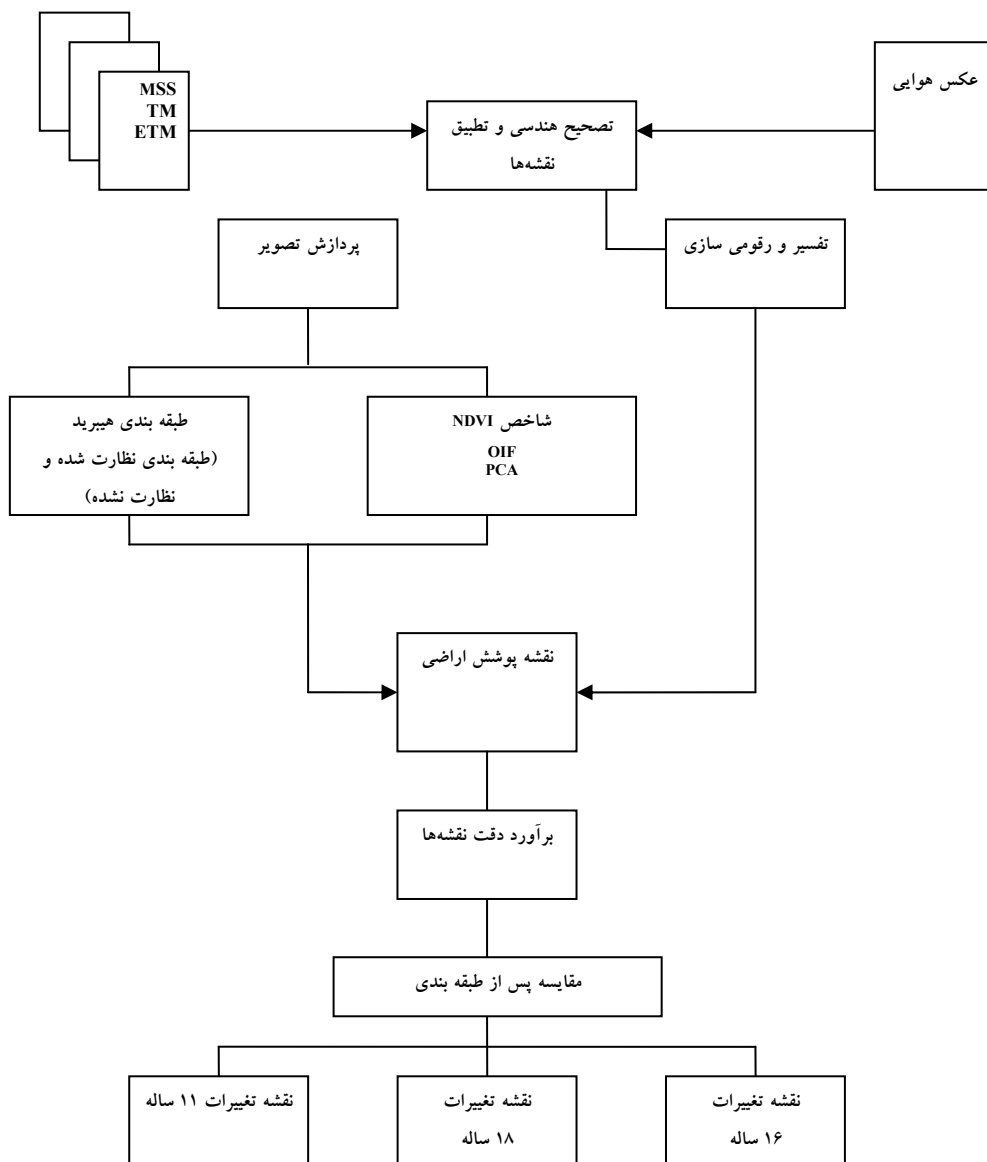 عکس هوایی
MSS
TM
ETM
تصحیح هندسی و تطبیق
نقشه‌ها
تفسیر و رقومی سازی
پردازش تصویر
شاخص NDVI
OIF
PCA
طبقه بندی هیبرید
(طبقه بندی نظارت شده و
نظارت نشده)
نقشه پوشش اراضی
برآورد دقت نقشه‌ها
مقایسه پس از طبقه بندی
نقشه تغییرات
۱۶ ساله
نقشه تغییرات
۱۸ ساله
نقشه تغییرات ۱۱ ساله